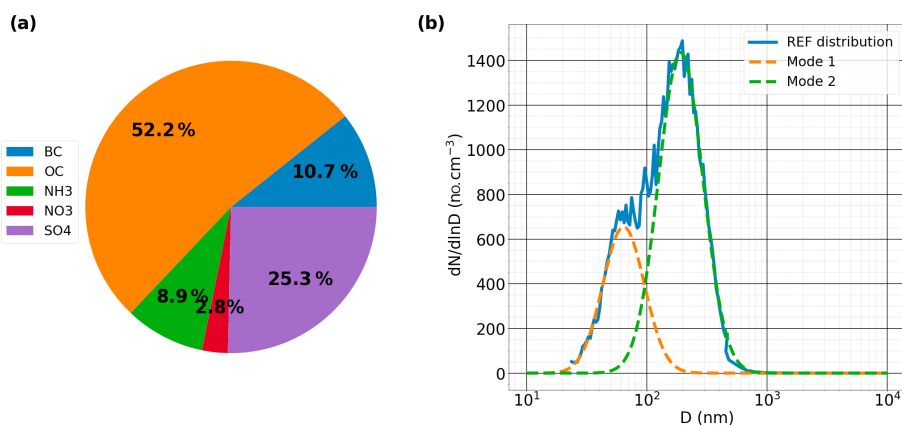 (a)
52.2 %
10.7 %
8.9 %
2.8%
25.3 %
BC
OC
NH3
NO3
SO4
(b)
dN/dlnD (no.cm⁻³)
1400
1200
1000
800
600
400
200
0
10¹
10²
10³
10⁴
D (nm)
REF distribution
Mode 1
Mode 2